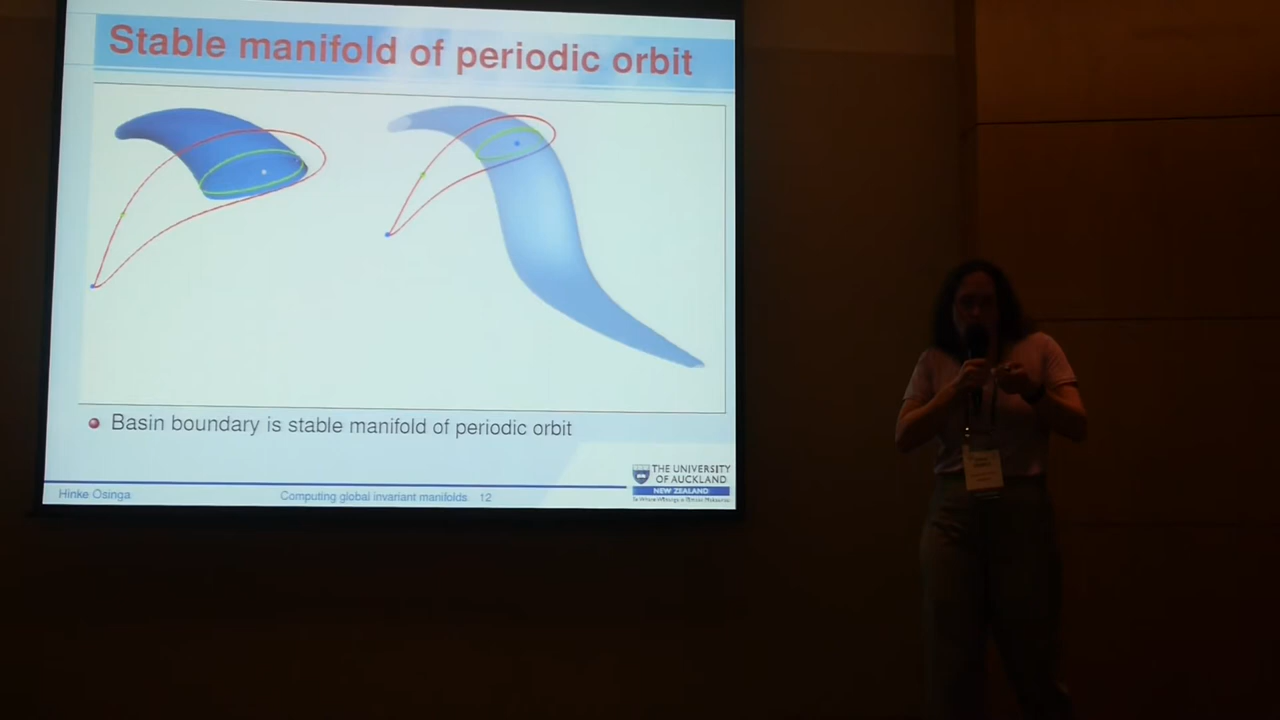 Stable manifold of periodic orbit
Basin boundary is stable manifold of periodic orbit
Hinke Osinga
Computing global invariant manifolds 12
THE UNIVERSITY
OF AUCKLAND
NEW ZEALAND